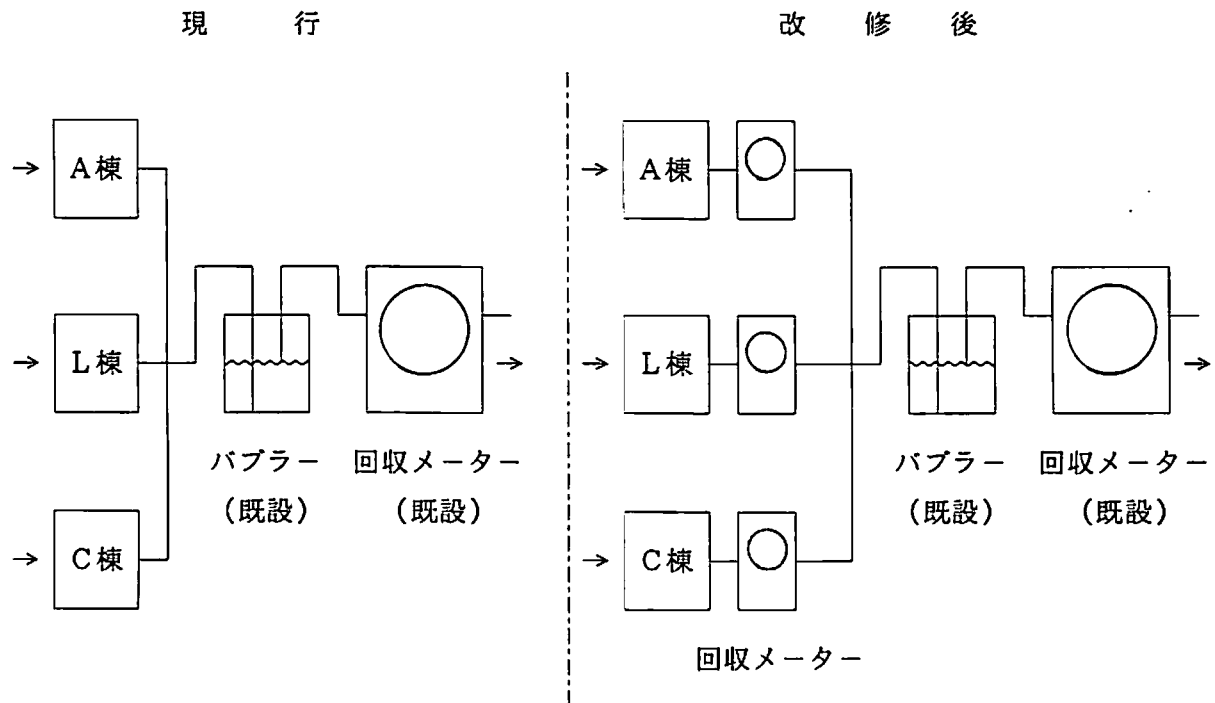 現行
A棟
L棟
バブラー
(既設)
回収メーター
(既設)
C棟
改修後
A棟
L棟
バブラー
(既設)
回収メーター
(既設)
C棟
回収メーター